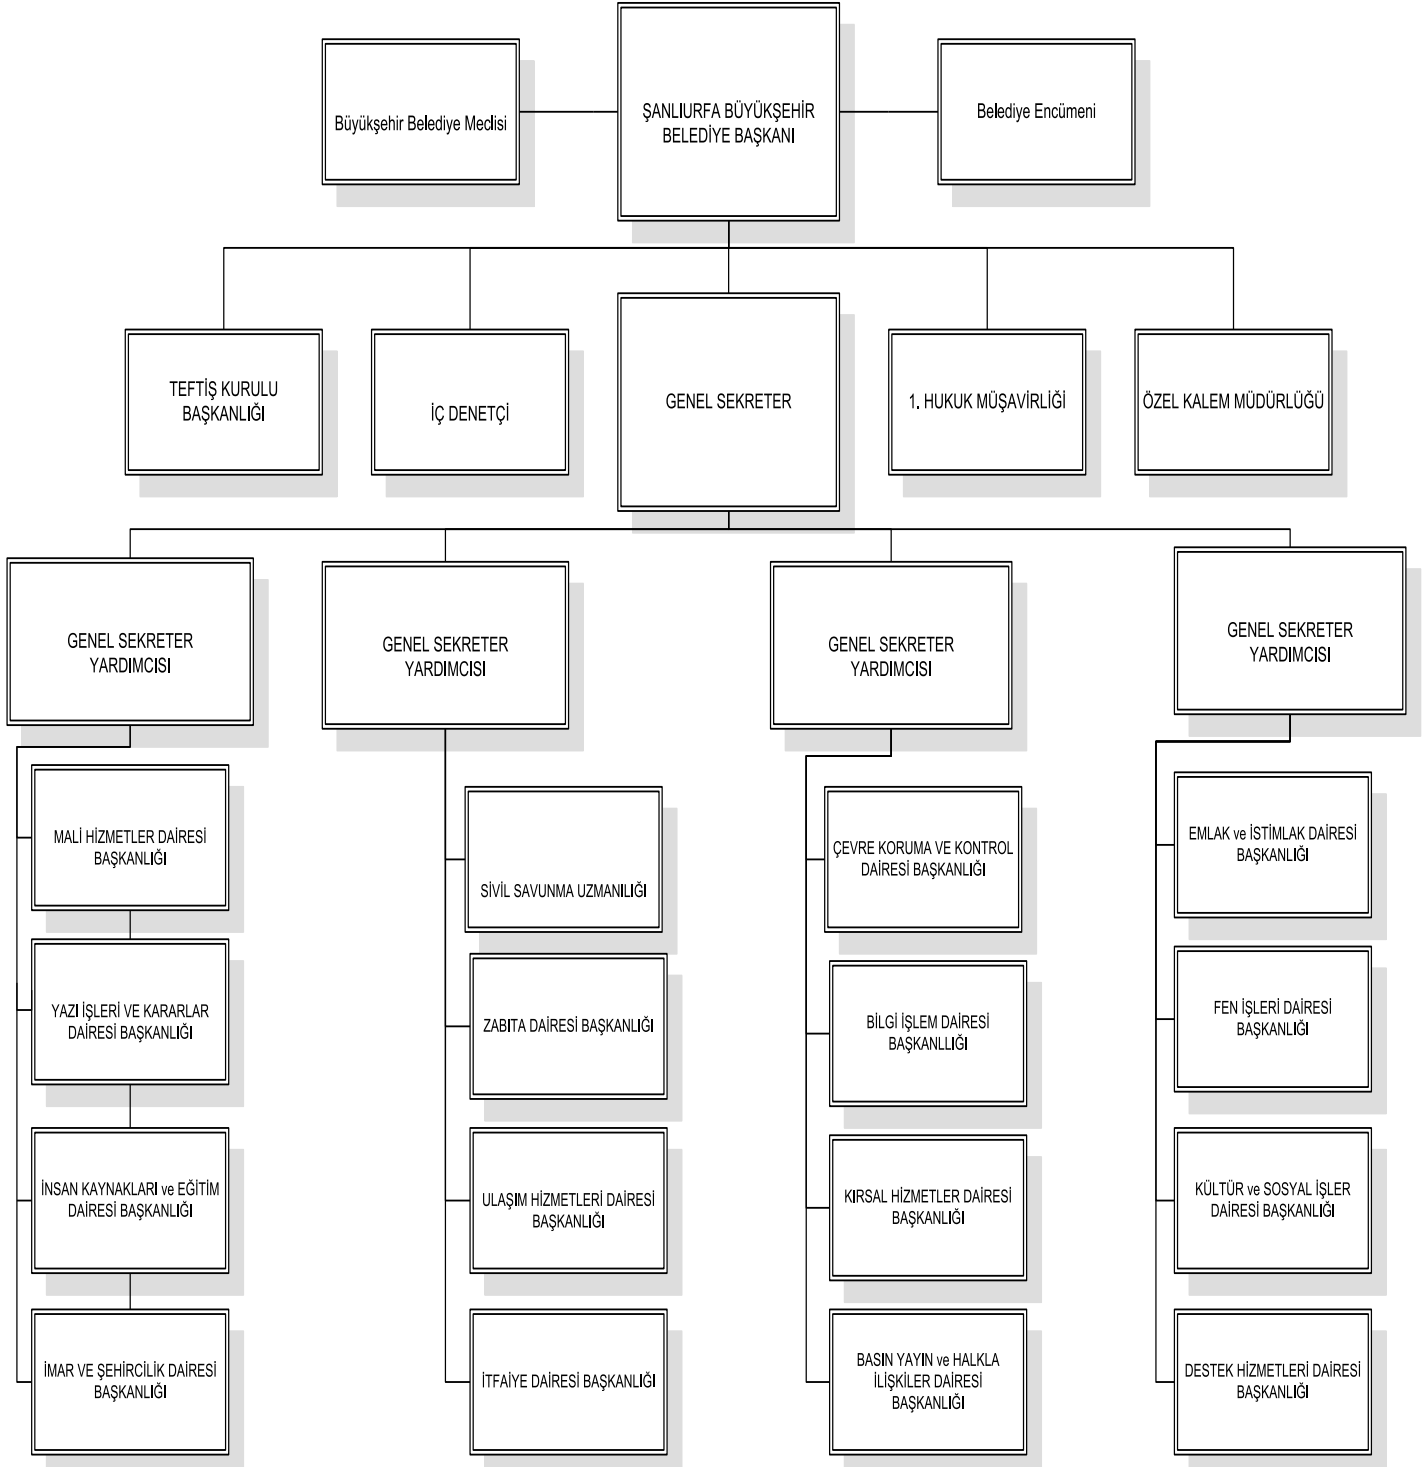 Büyükşehir Belediye Meclisi
ŞANLIURFA BÜYÜKŞEHİR
BELEDİYE BAŞKANI
Belediye Encümeni
TEFTİŞ KURULU
BAŞKANLIĞI
İÇ DENETÇİ
GENEL SEKRETER
1. HUKUK MÜŞAVİRLİĞİ
ÖZEL KALEM MÜDÜRLÜĞÜ
GENEL SEKRETER
YARDIMCISI
GENEL SEKRETER
YARDIMCISI
GENEL SEKRETER
YARDIMCISI
GENEL SEKRETER
YARDIMCISI
MALİ HİZMETLER DAİRESİ
BAŞKANLIĞI
YAZI İŞLERİ VE KARARLAR
DAİRESİ BAŞKANLIĞI
İNSAN KAYNAKLARI ve EĞİTİM
DAİRESİ BAŞKANLIĞI
İMAR VE ŞEHİRCİLİK DAİRESİ
BAŞKANLIĞI
SİVİL SAVUNMA UZMANILIĞI
ZABITA DAİRESİ BAŞKANLIĞI
ULAŞIM HİZMETLERİ DAİRESİ
BAŞKANLIĞI
İTFAİYE DAİRESİ BAŞKANLIĞI
ÇEVRE KORUMA VE KONTROL
DAİRESİ BAŞKANLIĞI
BİLGİ İŞLEM DAİRESİ
BAŞKANLLIĞI
KIRSAL HİZMETLER DAİRESİ
BAŞKANLIĞI
BASIN YAYIN ve HALKLA
İLİŞKİLER DAİRESİ
BAŞKANLIĞI
EMLAK ve İSTİMLAK DAİRESİ
BAŞKANLIĞI
FEN İŞLERİ DAİRESİ
BAŞKANLIĞI
KÜLTÜR ve SOSYAL İŞLER
DAİRESİ BAŞKANLIĞI
DESTEK HİZMETLERİ DAİRESİ
BAŞKANLIĞI